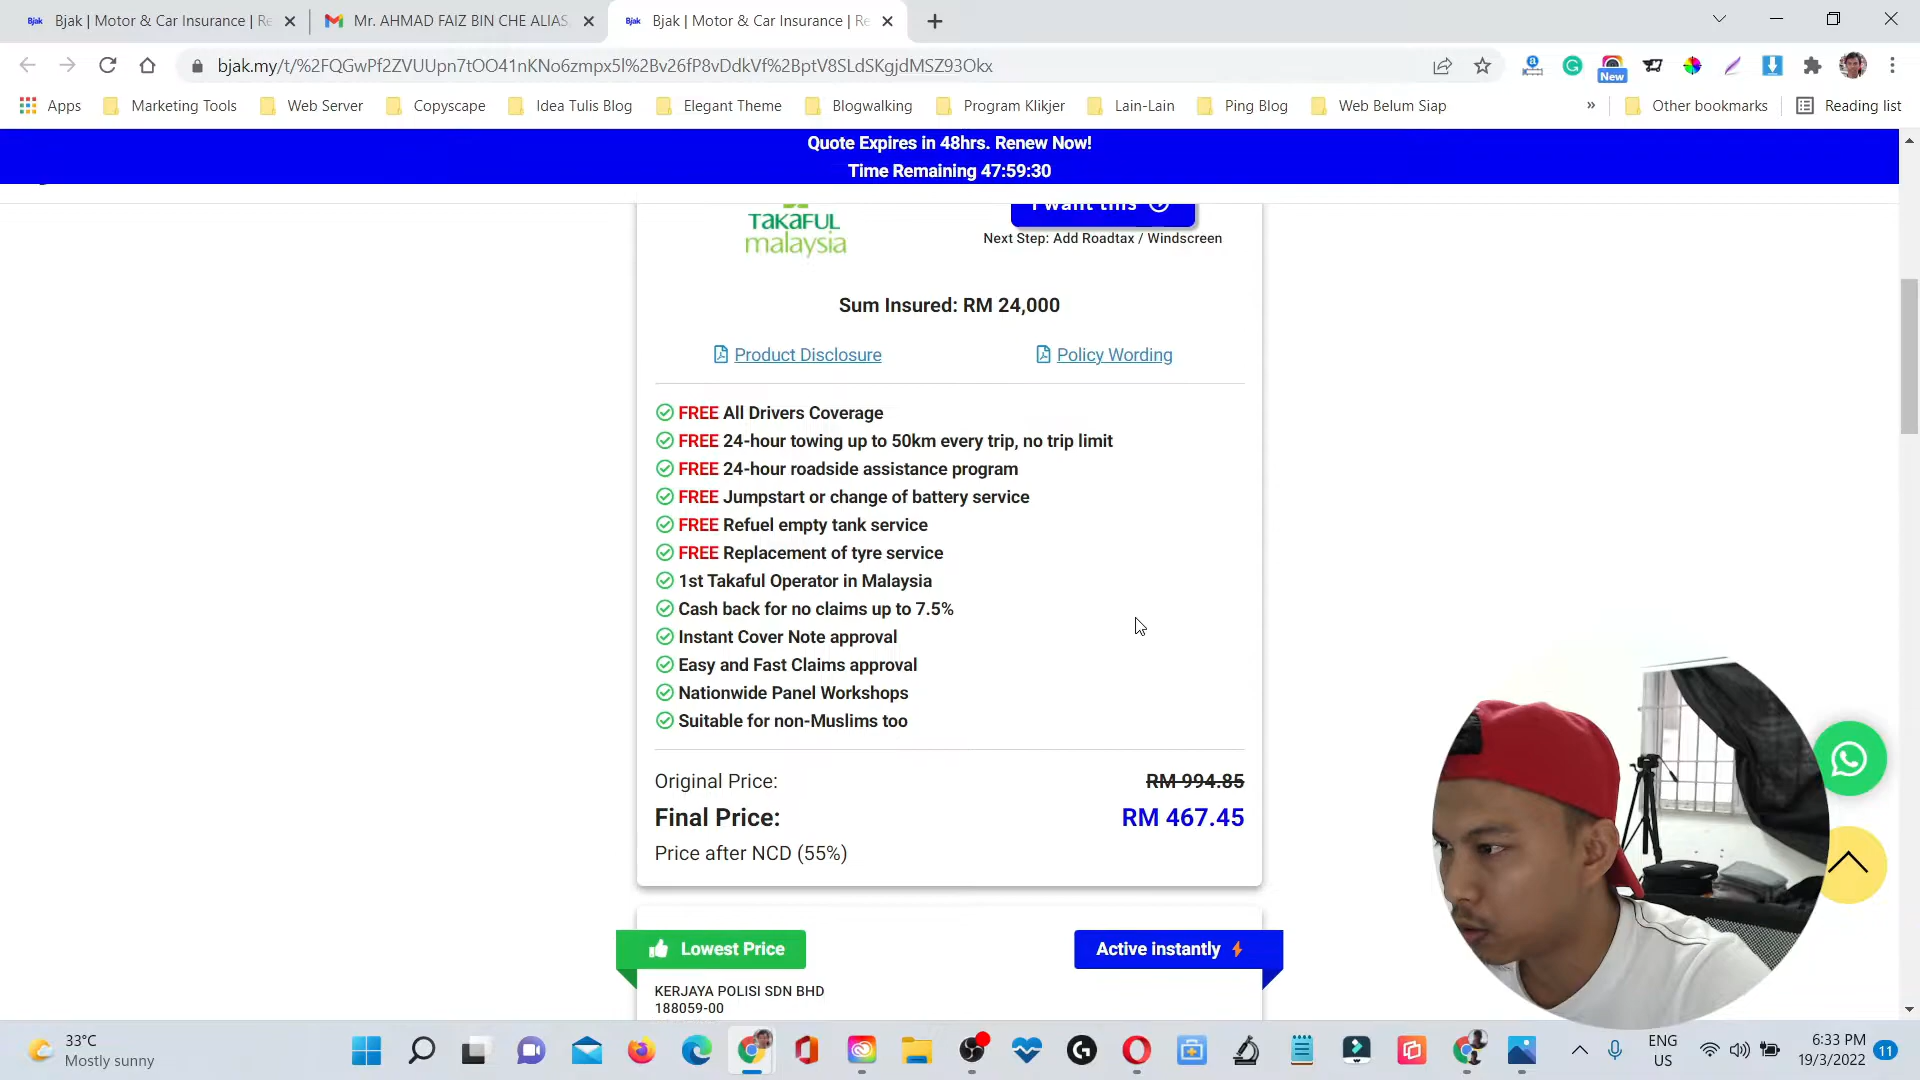 Bjak Bjak | Motor & Car Insurance | Re
Mr. AHMAD FAIZ BIN CHE ALIAS
Bjak Bjak | Motor & Car Insurance | Re
bjak.my/t/%2FQGwPf2ZVUUpn7tOO41nKNo6zmpx5l%2Bv26fP8vDdkVf%2BptV8SLdSKgjdMSZ93Okx
New
Apps
Marketing Tools
Web Server
Copyscape
Idea Tulis Blog
Elegant Theme
Blogwalking
Program Klikjer
Lain-Lain
Ping Blog
Web Belum Siap
»
Other bookmarks
Reading list
Quote Expires in 48hrs. Renew Now!
Time Remaining 47:59:30
TAKAFUL
malaysia
I want this
Next Step: Add Roadtax / Windscreen
Sum Insured: RM 24,000
Product Disclosure
Policy Wording
FREE All Drivers Coverage
FREE 24-hour towing up to 50km every trip, no trip limit
FREE 24-hour roadside assistance program
FREE Jumpstart or change of battery service
FREE Refuel empty tank service
FREE Replacement of tyre service
1st Takaful Operator in Malaysia
Cash back for no claims up to 7.5%
Instant Cover Note approval
Easy and Fast Claims approval
Nationwide Panel Workshops
Suitable for non-Muslims too
Original Price: RM 994.85
Final Price: RM 467.45
Price after NCD (55%)
Lowest Price
Active instantly
KERJAYA POLISI SDN BHD
188059-00
33°C
Mostly sunny
ENG
US
6:33 PM
19/3/2022
11